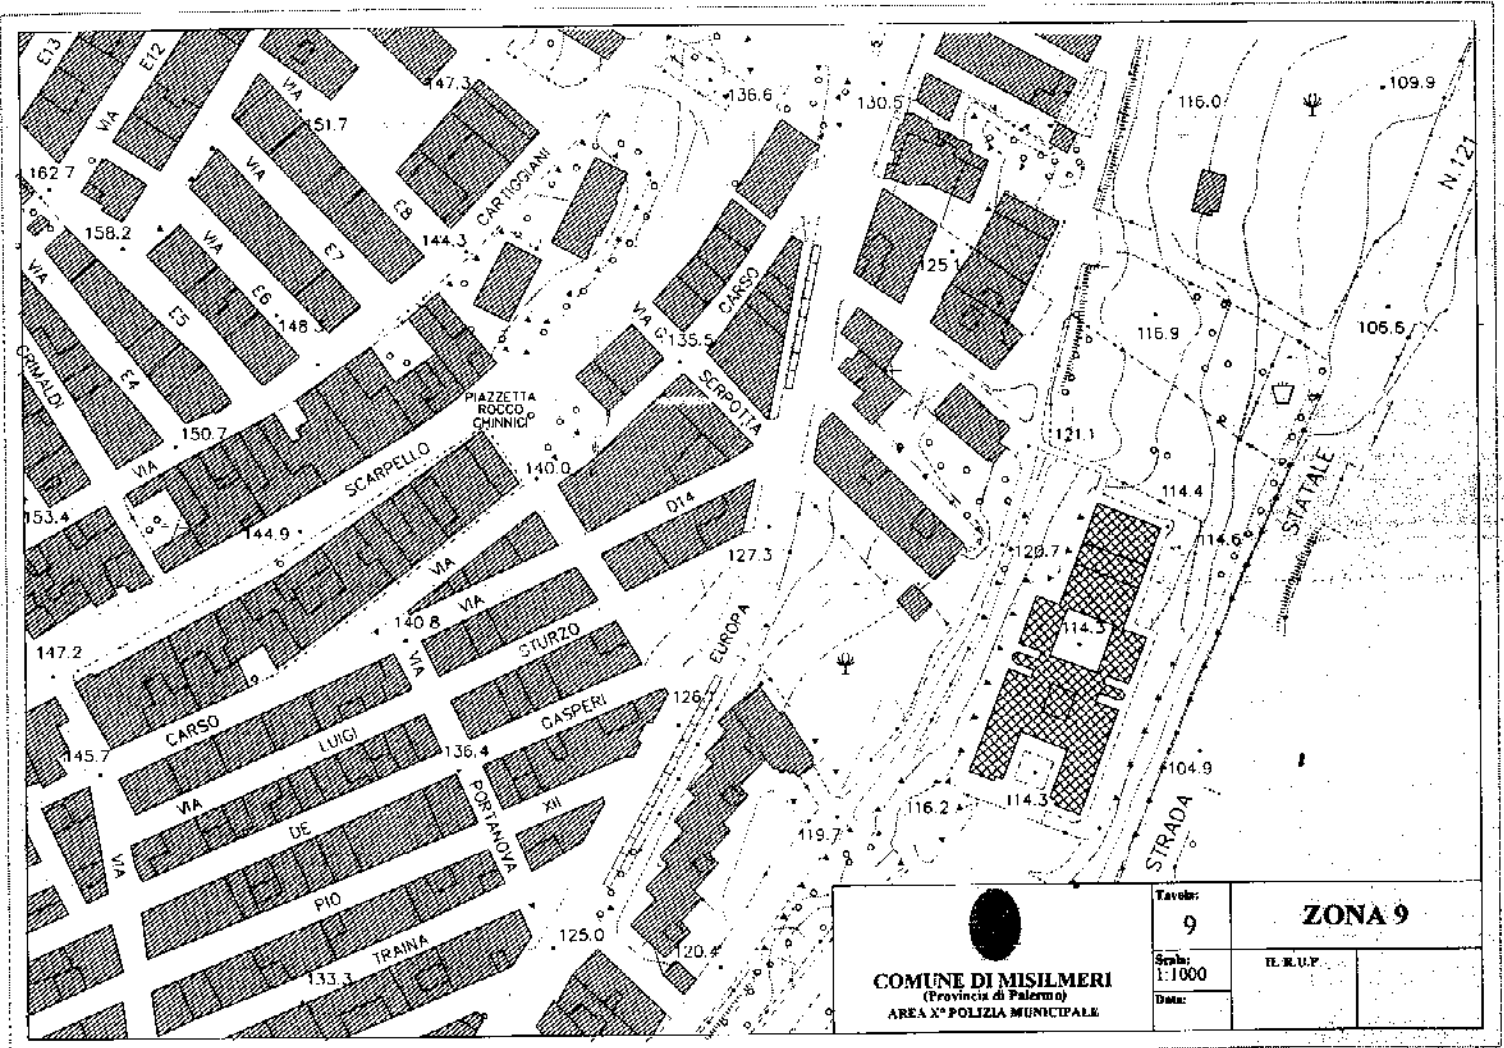 E13
E12
VIA
VIA
147.3
151.7
136.6
130.5
116.0
109.9
N.121
162.7
VIA
E8
CARTIGGIANI
158.2
VIA
E7
144.3
125.1
VIA
E5
E6
148.3
CARSO
VIA G.
135.5
116.9
106.6
GRIMALDI
E4
SERPOTTA
PIAZZETTA
ROCCO
CHINNICI
150.7
VIA
SCARPELLO
140.0
121.1
STATALE
153.4
144.9
D14
114.4
114.6
127.3
120.7
VIA
VIA
140.8
114.3
147.2
VIA
STURZO
EUROPA
126.1
GASPERI
CARSO
LUIGI
145.7
136.4
104.9
VIA
PORTANOVA
XII
116.2
114.3
DE
119.7
STRADA
VIA
PIO
TRAINA
125.0
120.4
133.3
COMUNE DI MISILMERI
(Provincia di Palermo)
AREA X° POLIZIA MUNICIPALE
Tavola:
9
Scala:
1:1000
Data:
ZONA 9
IL R.U.P.